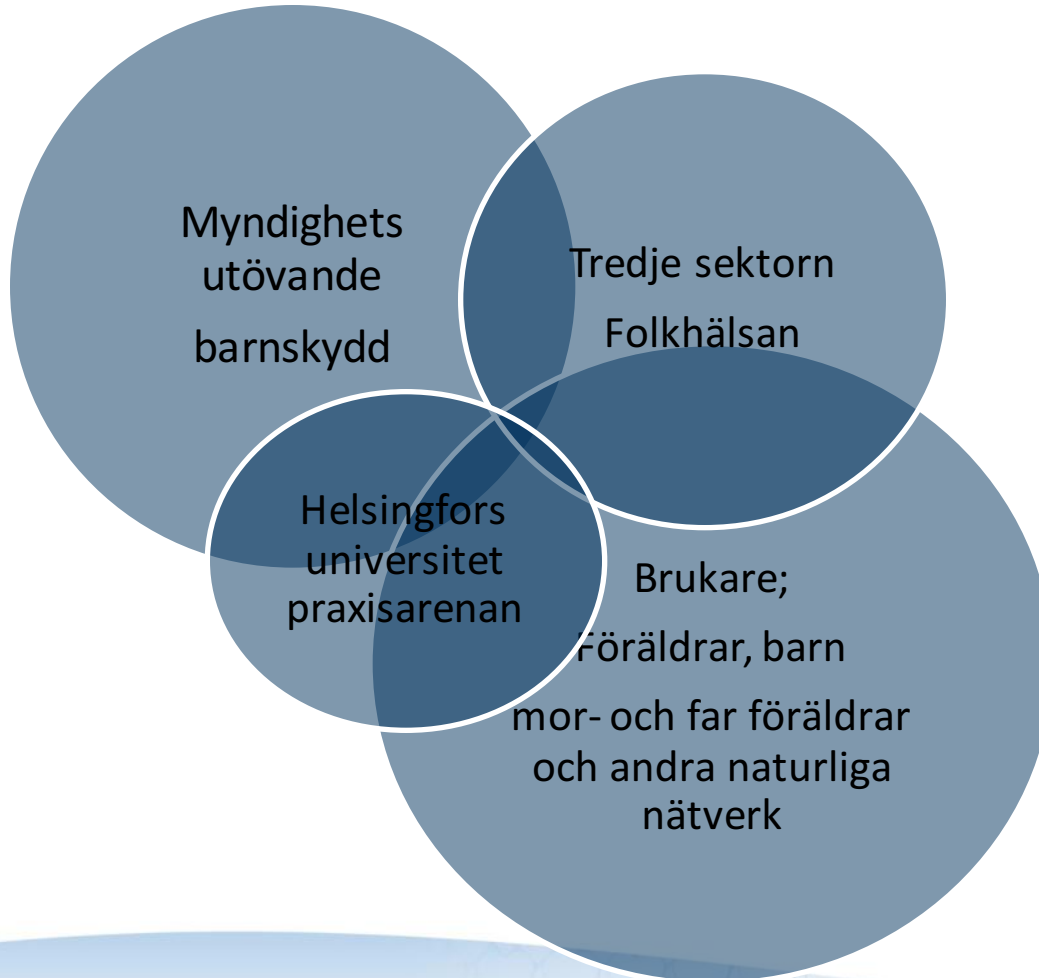 Myndighets
utövande
barnskydd
Tredje sektorn
Folkhälsan
Helsingfors
universitet
praxisarenan
Brukare;
Föräldrar, barn
mor- och far föräldrar
och andra naturliga
nätverk